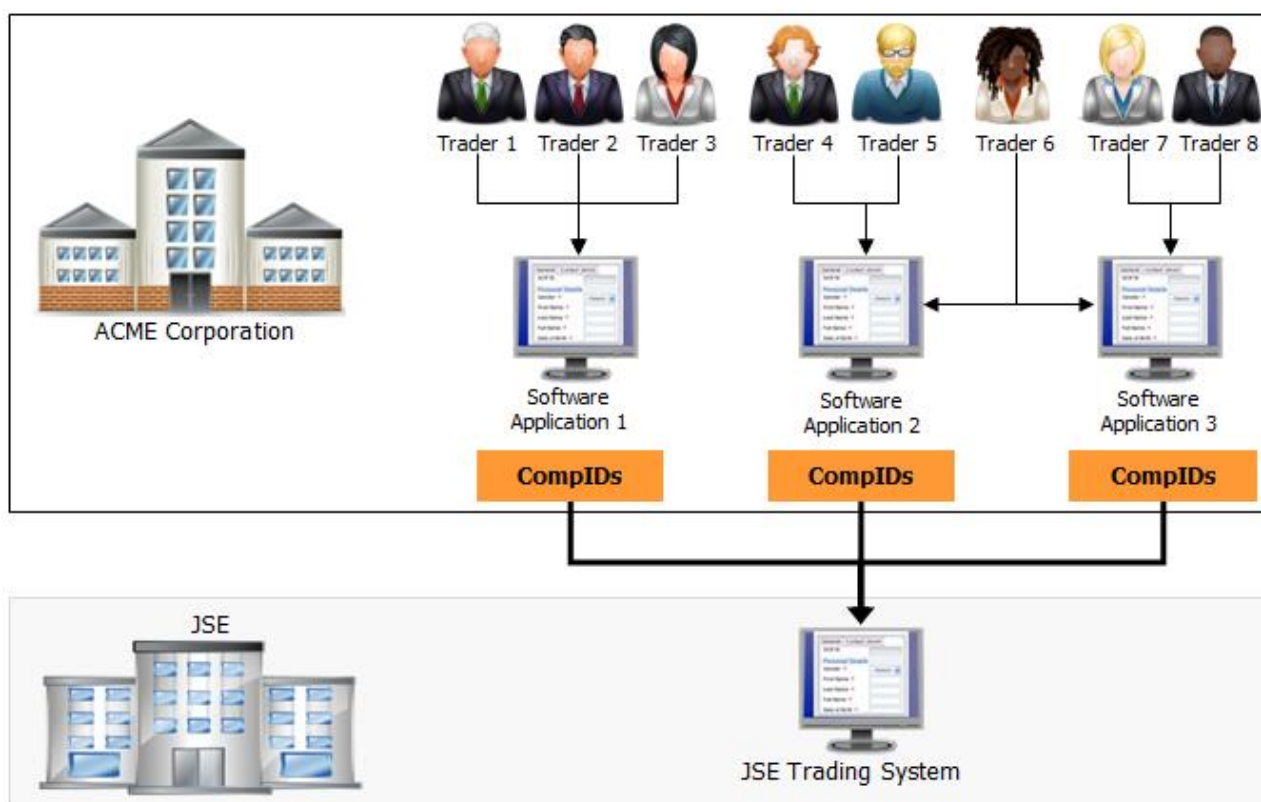 Trader 1
Trader 2
Trader 3
Trader 4
Trader 5
Trader 6
Trader 7
Trader 8
ACME Corporation
Software
Application 1
Software
Application 2
Software
Application 3
CompIDs
CompIDs
CompIDs
JSE
JSE Trading System